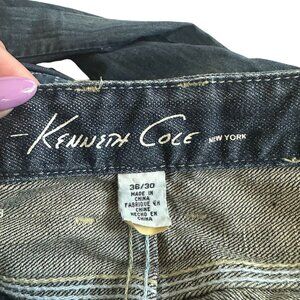 KENNETH COLE NEW YORK
36/30
MADE IN
CHINA
FABRIQUE EN
CHINE
HECHO EN
CHINA